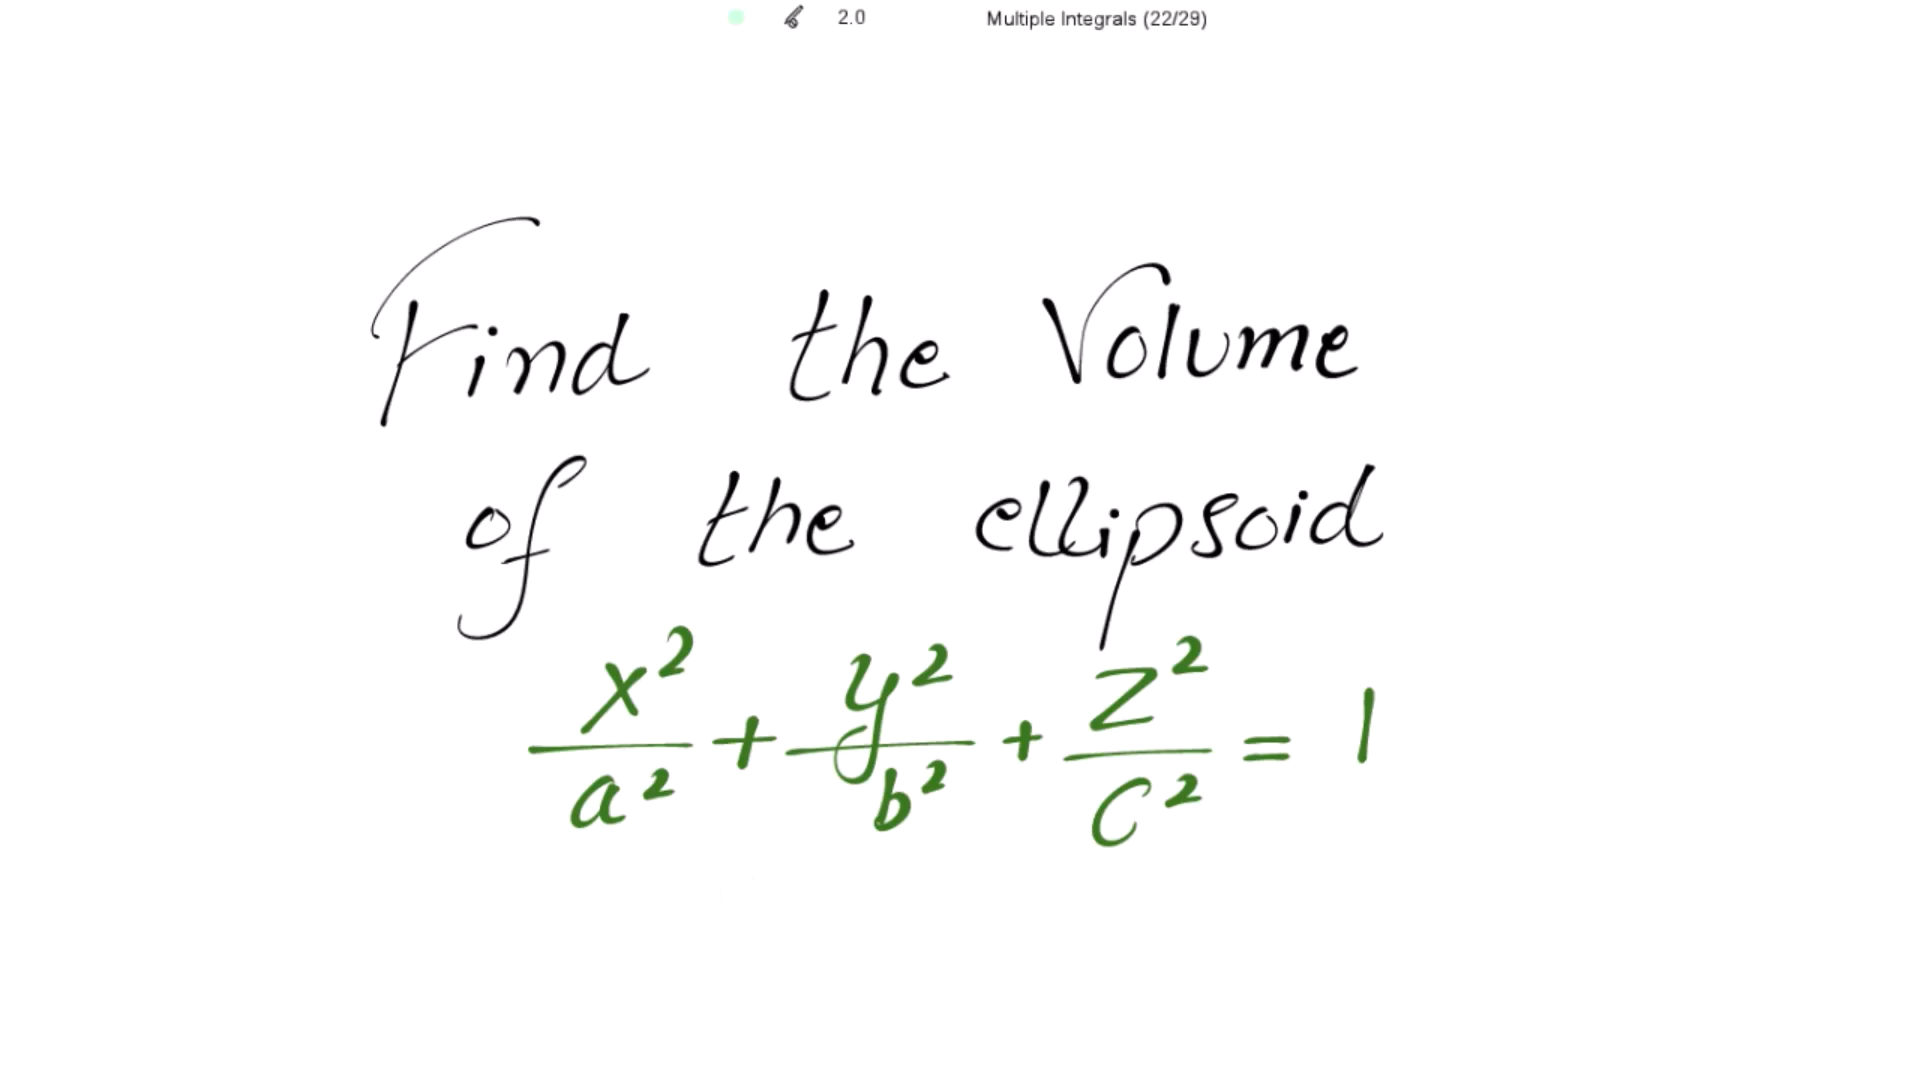 2.0 Multiple Integrals (22/29)
Find the Volume
of the ellipsoid
x²/a² + y²/b² + z²/c² = 1